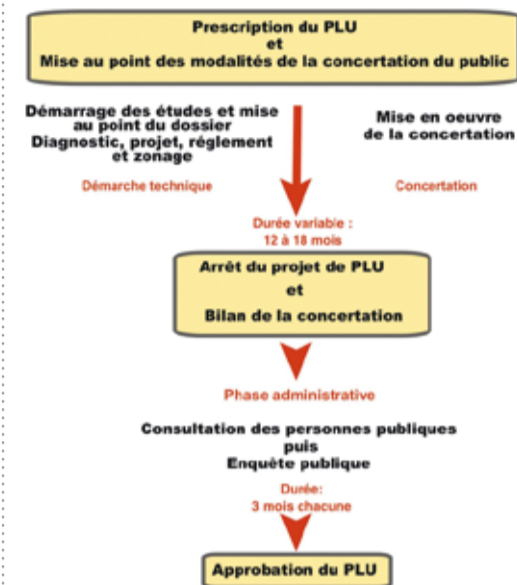 Prescription du PLU
et
Mise au point des modalités de la concertation du public
Démarrage des études et mise
au point du dossier
Diagnostic, projet, réglement
et zonage
Démarche technique
Mise en oeuvre
de la concertation
Concertation
Durée variable :
12 à 18 mois
Arrêt du projet de PLU
et
Bilan de la concertation
Phase administrative
Consultation des personnes publiques
puis
Enquète publique
Durée:
3 mois chacune
Approbation du PLU